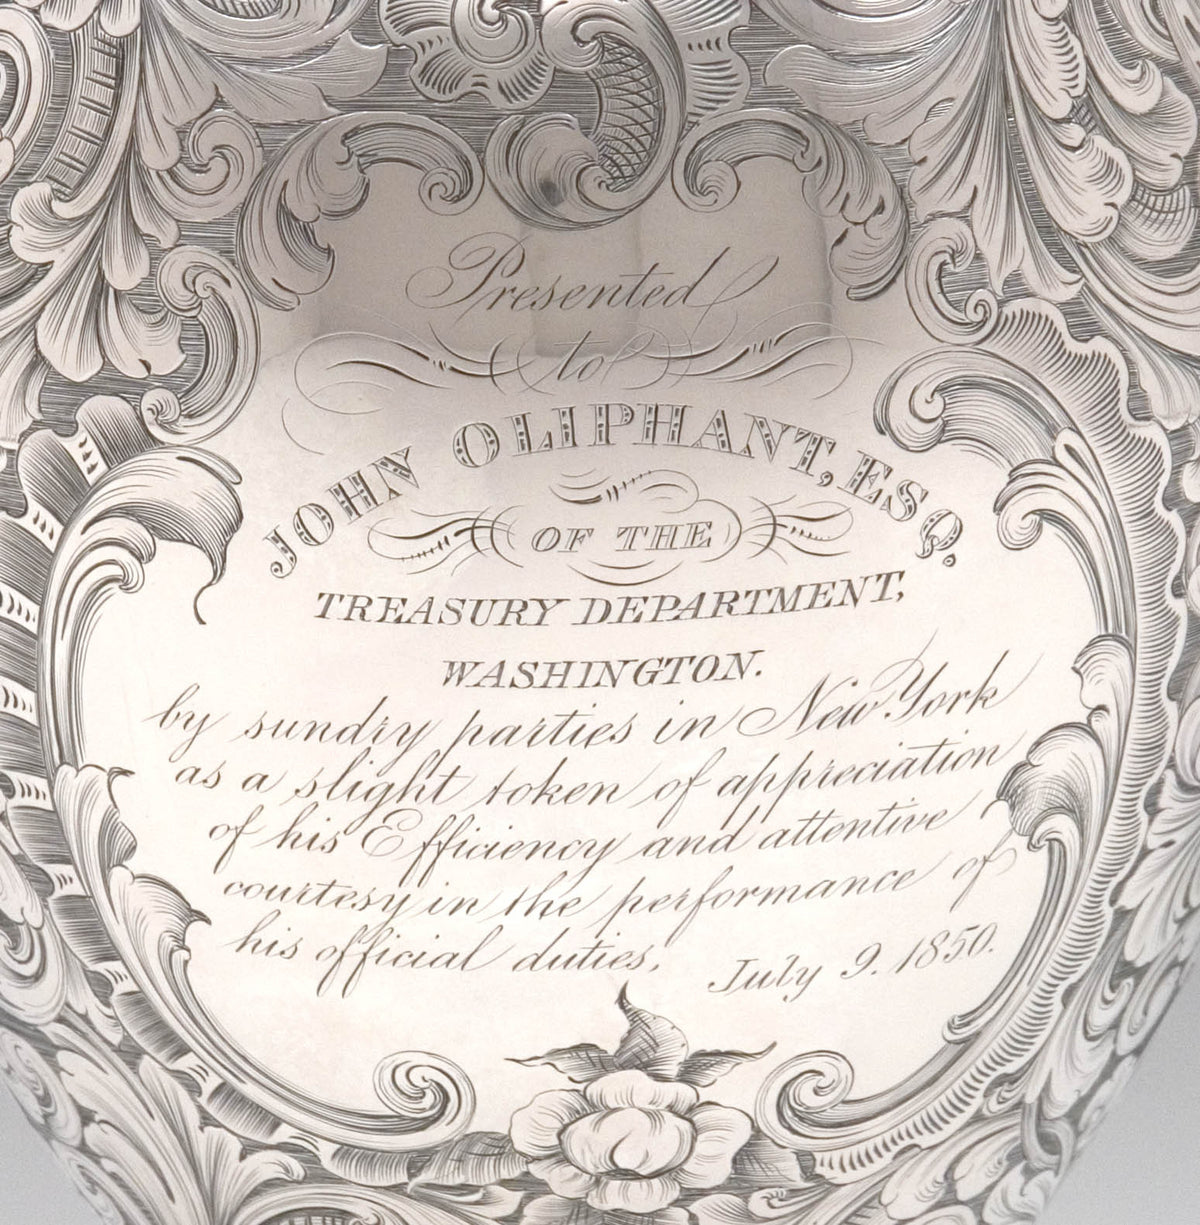 Presented
to
JOHN OLIPHANT, ESQ.
OF THE
TREASURY DEPARTMENT,
WASHINGTON.
by sundry parties in New York
as a slight token of appreciation
of his Efficiency and attentive
courtesy in the performance of
his official duties,
July 9. 1850.